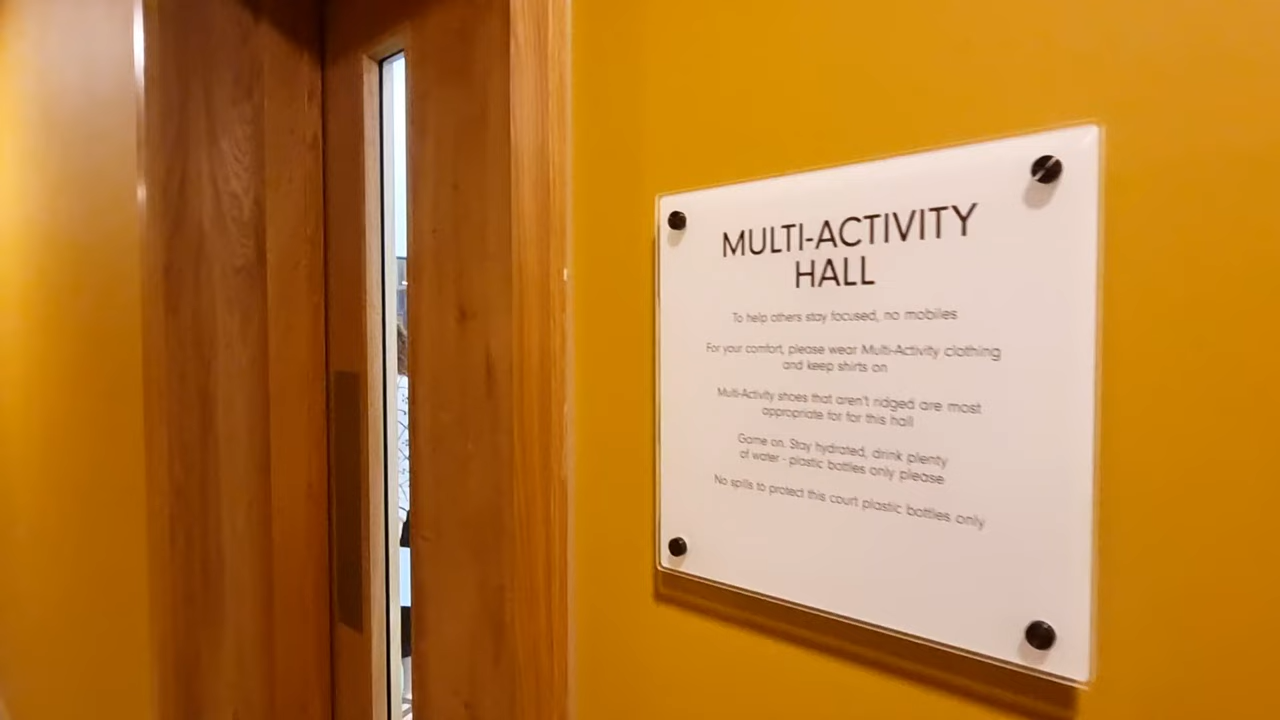 MULTI-ACTIVITY
HALL
To help others stay focused, no mobiles
For your comfort, please wear Multi-Activity clothing
and keep shirts on
Multi-Activity shoes that aren't ridged are most
appropriate for for this hall
Game on. Stay hydrated, drink plenty
of water - plastic bottles only please
No spills to protect this court plastic bottles only